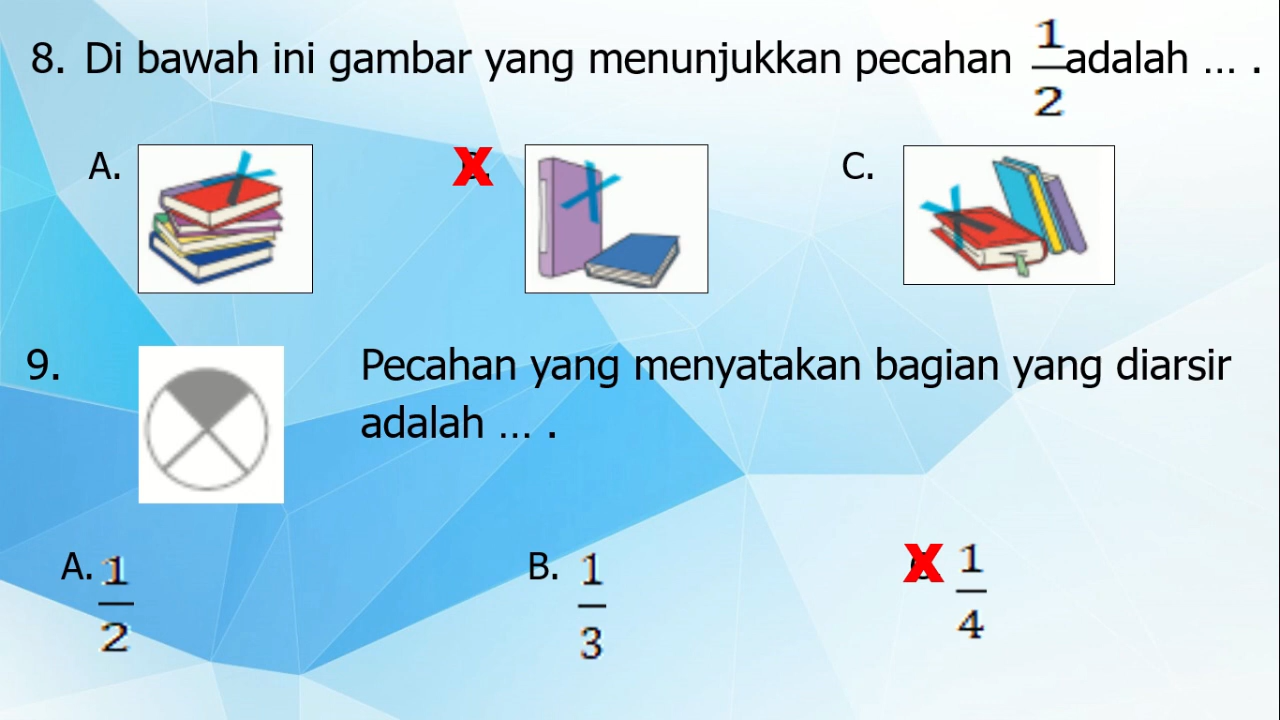 8. Di bawah ini gambar yang menunjukkan pecahan 1/2 adalah ... .
A. X C.
9. Pecahan yang menyatakan bagian yang diarsir
adalah ... .
A. 1/2 B. 1/3 X 1/4